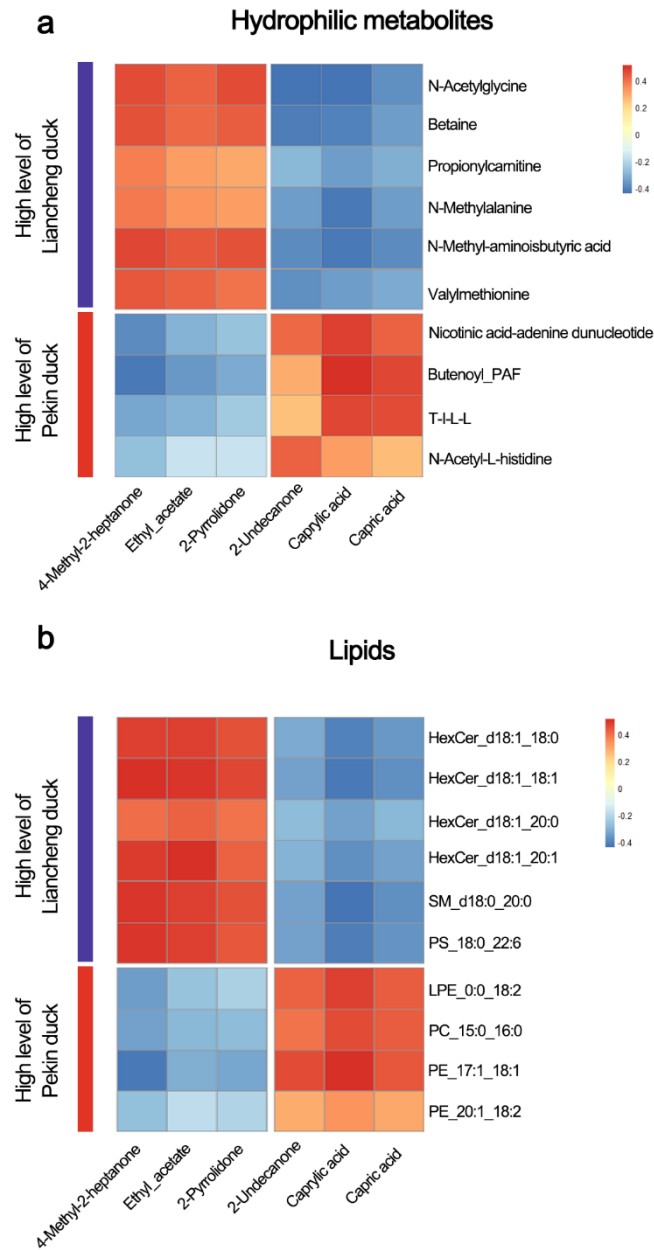 a
Hydrophilic metabolites
High level of
Liancheng duck
High level of
Pekin duck
N-Acetylglycine
Betaine
Propionylcarnitine
N-Methylalanine
N-Methyl-aminoisbutyric acid
Valylmethionine
Nicotinic acid-adenine dunucleotide
Butenoyl_PAF
T-I-L-L
N-Acetyl-L-histidine
0.4
0.2
0
-0.2
-0.4
4-Methyl-2-heptanone
Ethyl_acetate
2-Pyrrolidone
2-Undecanone
Caprylic acid
Capric acid
b
Lipids
High level of
Liancheng duck
High level of
Pekin duck
HexCer_d18:1_18:0
HexCer_d18:1_18:1
HexCer_d18:1_20:0
HexCer_d18:1_20:1
SM_d18:0_20:0
PS_18:0_22:6
LPE_0:0_18:2
PC_15:0_16:0
PE_17:1_18:1
PE_20:1_18:2
0.4
0.2
0
-0.2
-0.4
4-Methyl-2-heptanone
Ethyl_acetate
2-Pyrrolidone
2-Undecanone
Caprylic acid
Capric acid